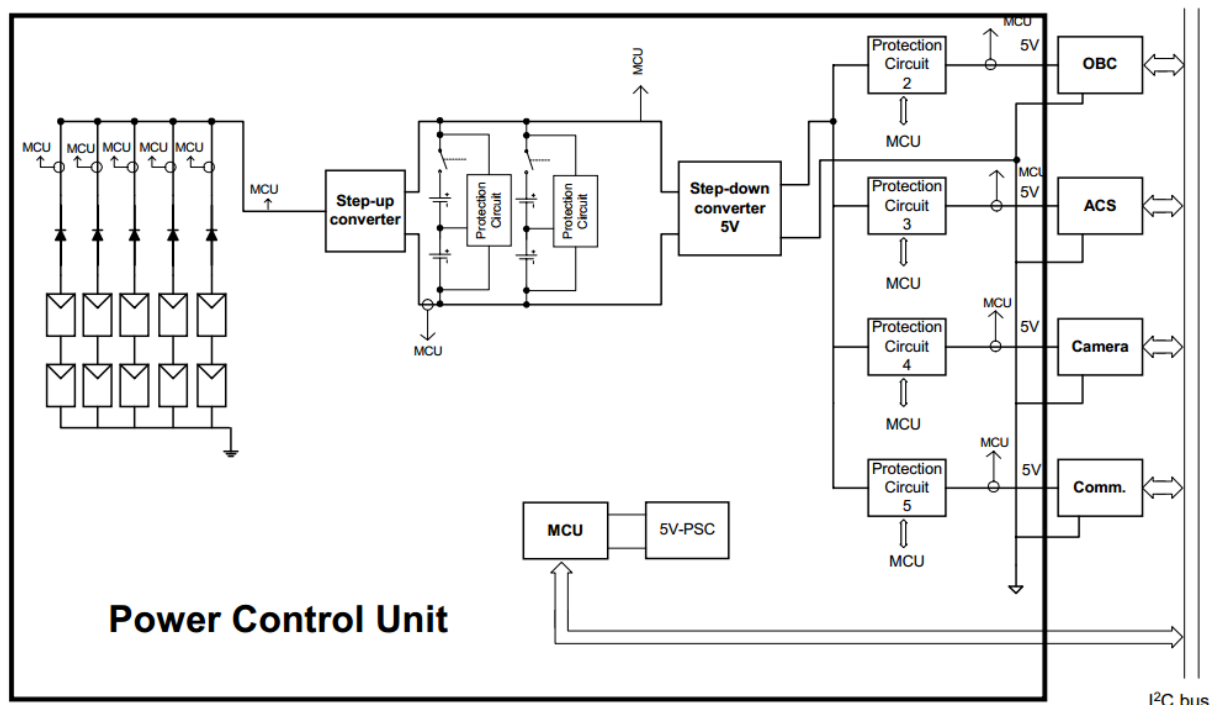 MCU
5V
Protection
Circuit
2
OBC
MCU
MCU
MCU
MCU
MCU
MCU
MCU
MCU
MCU
MCU
5V
Step-up
converter
Protection
Circuit
Protection
Circuit
Step-down
converter
5V
Protection
Circuit
3
ACS
MCU
MCU
5V
MCU
Protection
Circuit
4
Camera
MCU
MCU
5V
Protection
Circuit
5
Comm.
MCU
5V-PSC
MCU
Power Control Unit
I²C bus